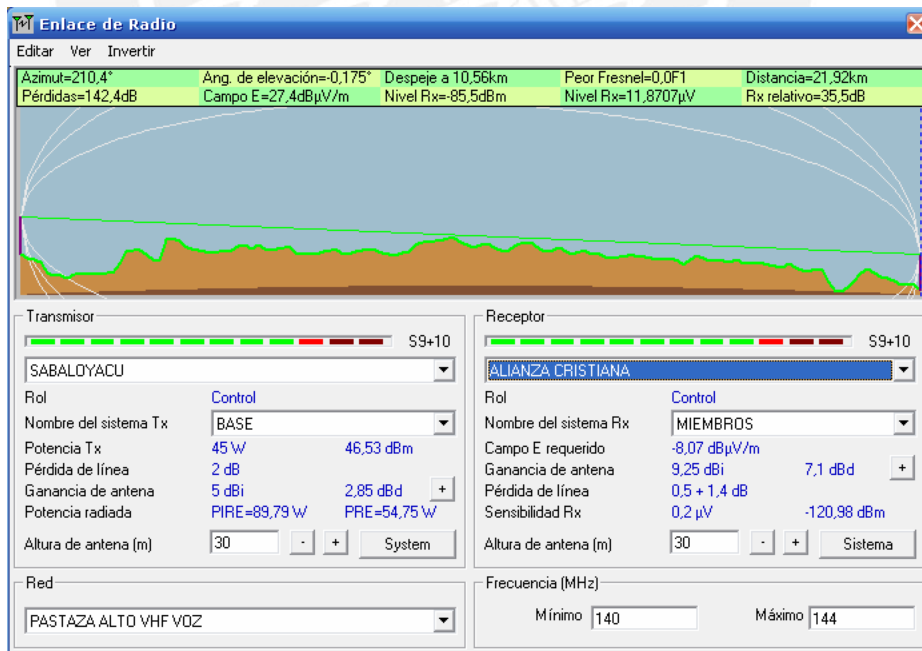 Enlace de Radio
Editar Ver Invertir
Azimut=210,4° Ang. de elevación=-0,175° Despeje a 10,56km Peor Fresnel=0,0F1 Distancia=21,92km
Pérdidas=142,4dB Campo E=27,4dBµV/m Nivel Rx=-85,5dBm Nivel Rx=11,8707µV Rx relativo=35,5dB
Transmisor
S9+10
SABALOYACU
Rol Control
Nombre del sistema Tx BASE
Potencia Tx 45 W 46,53 dBm
Pérdida de línea 2 dB
Ganancia de antena 5 dBi 2,85 dBd +
Potencia radiada PIRE=89,79 W PRE=54,75 W
Altura de antena (m) 30 - + System
Receptor
S9+10
ALIANZA CRISTIANA
Rol Control
Nombre del sistema Rx MIEMBROS
Campo E requerido -8,07 dBµV/m
Ganancia de antena 9,25 dBi 7,1 dBd +
Pérdida de línea 0,5 + 1,4 dB
Sensibilidad Rx 0,2 µV -120,98 dBm
Altura de antena (m) 30 - + Sistema
Red
PASTAZA ALTO VHF VOZ
Frecuencia (MHz)
Mínimo 140 Máximo 144